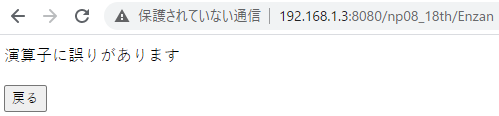 保護されていない通信 | 192.168.1.3:8080/np08_18th/Enzan
演算子に誤りがあります
戻る